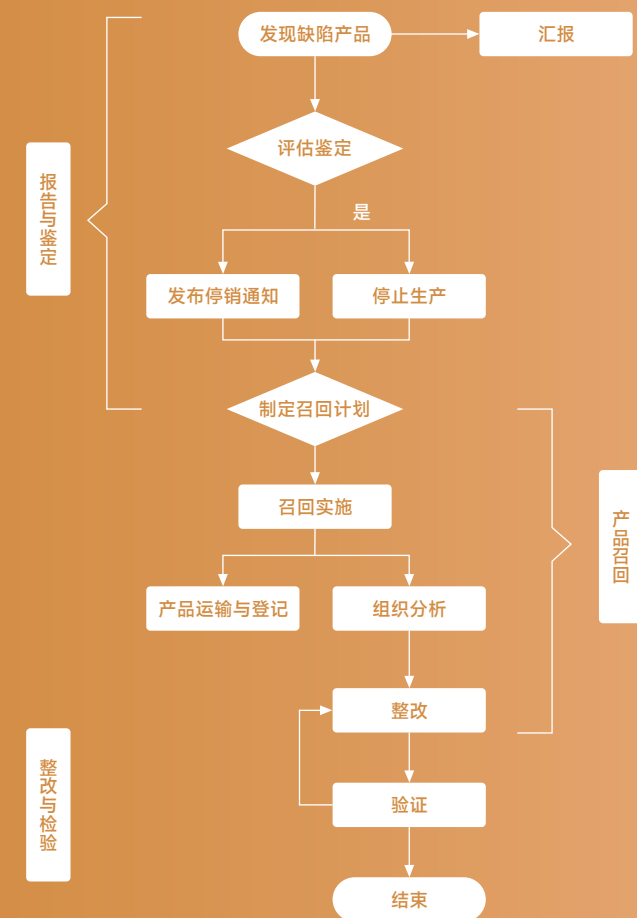 发现缺陷产品
汇报
评估鉴定
是
报告与鉴定
发布停销通知
停止生产
制定召回计划
召回实施
产品召回
产品运输与登记
组织分析
整改
整改与检验
验证
结束